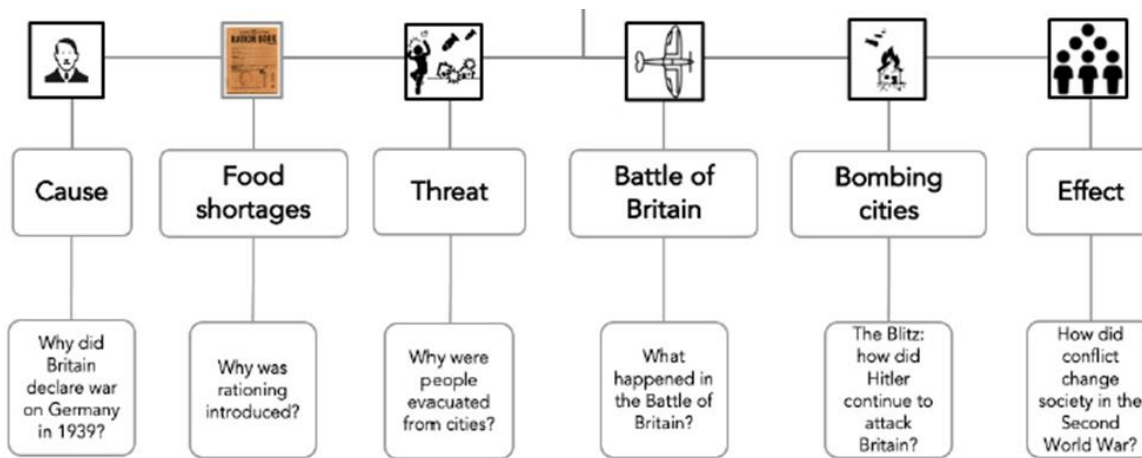 RATION BOOK
Cause
Food
shortages
Threat
Battle of
Britain
Bombing
cities
Effect
Why did
Britain
declare war
on Germany
in 1939?
Why was
rationing
introduced?
Why were
people
evacuated
from cities?
What
happened in
the Battle of
Britain?
The Blitz:
how did
Hitler
continue to
attack
Britain?
How did
conflict
change
society in the
Second
World War?